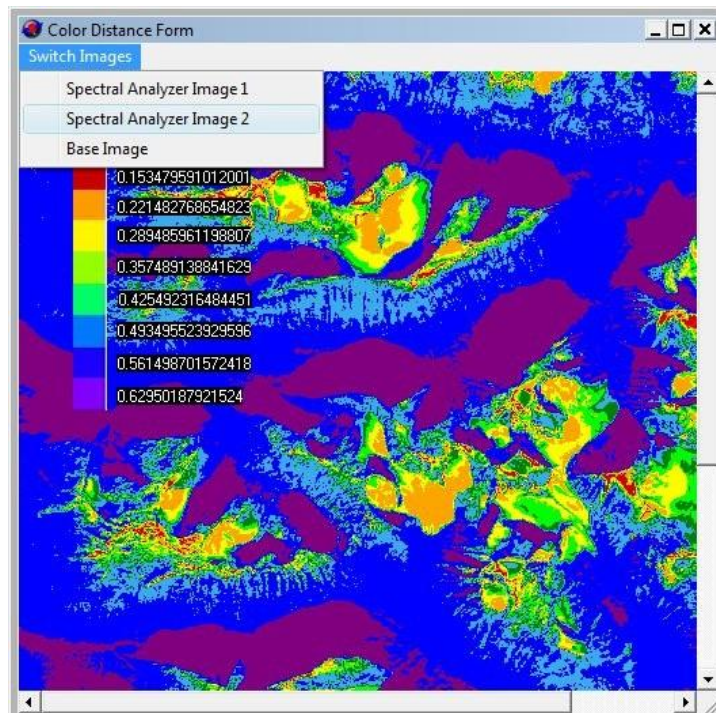 Color Distance Form
Switch Images
Spectral Analyzer Image 1
Spectral Analyzer Image 2
Base Image
0.153479591012001
0.221482768654823
0.289485961198807
0.357489138841629
0.425492316484451
0.493495523929596
0.561498701572418
0.62950187921524